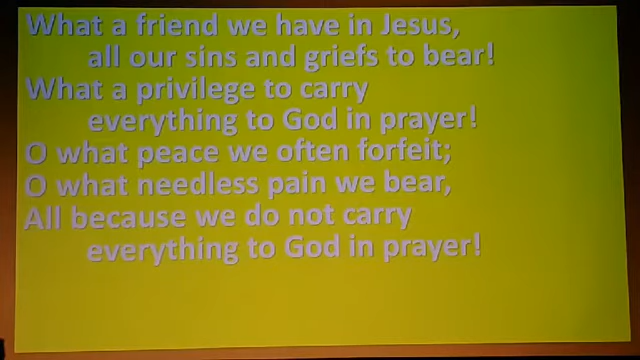 What a friend we have in Jesus,
all our sins and griefs to bear!
What a privilege to carry
everything to God in prayer!
O what peace we often forfeit;
O what needless pain we bear,
All because we do not carry
everything to God in prayer!